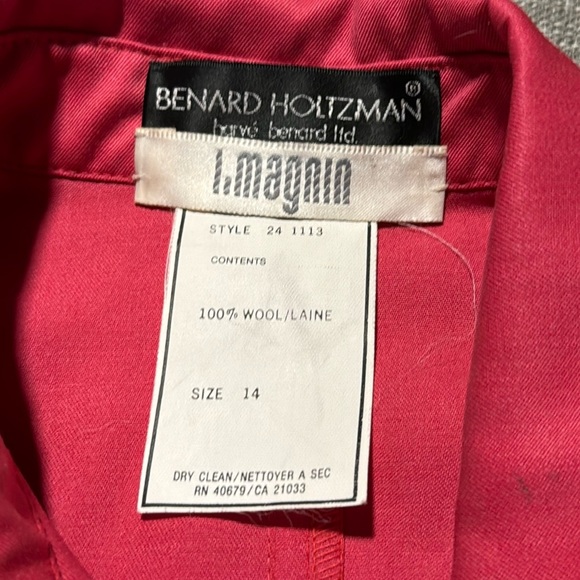 BENARD HOLTZMAN®
harvé benard ltd.
I.magnin
STYLE 24 1113
CONTENTS
100% WOOL/LAINE
SIZE 14
DRY CLEAN/NETTOYER A SEC
RN 40679/CA 21033